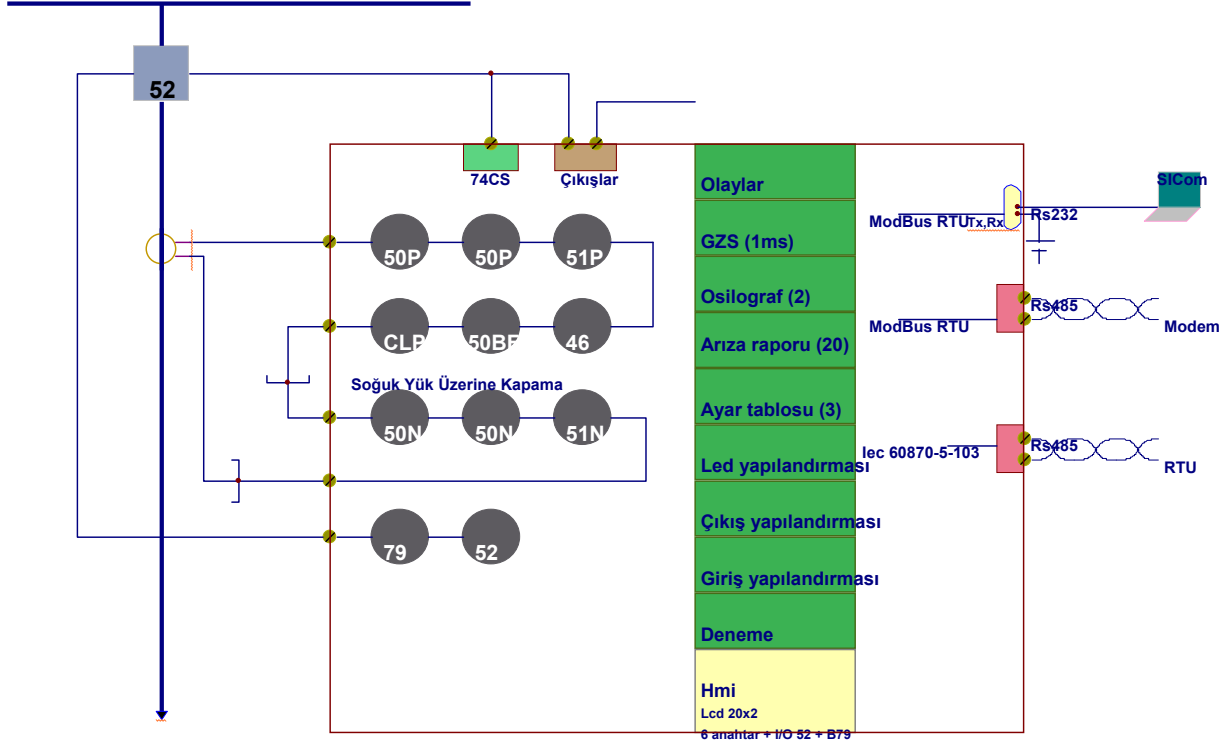 52
74CS
Çıkışlar
50P
50P
51P
CLP
50BF
46
Soğuk Yük Üzerine Kapama
50N
50N
51N
79
52
Olaylar
GZS (1ms)
Osilograf (2)
Arıza raporu (20)
Ayar tablosu (3)
Led yapılandırması
Çıkış yapılandırması
Giriş yapılandırması
Deneme
Hmi
Lcd 20x2
6 anahtar + I/O 52 + B79
ModBus RTU
Tx,Rx
Rs232
SICom
ModBus RTU
Rs485
Modem
Iec 60870-5-103
Rs485
RTU